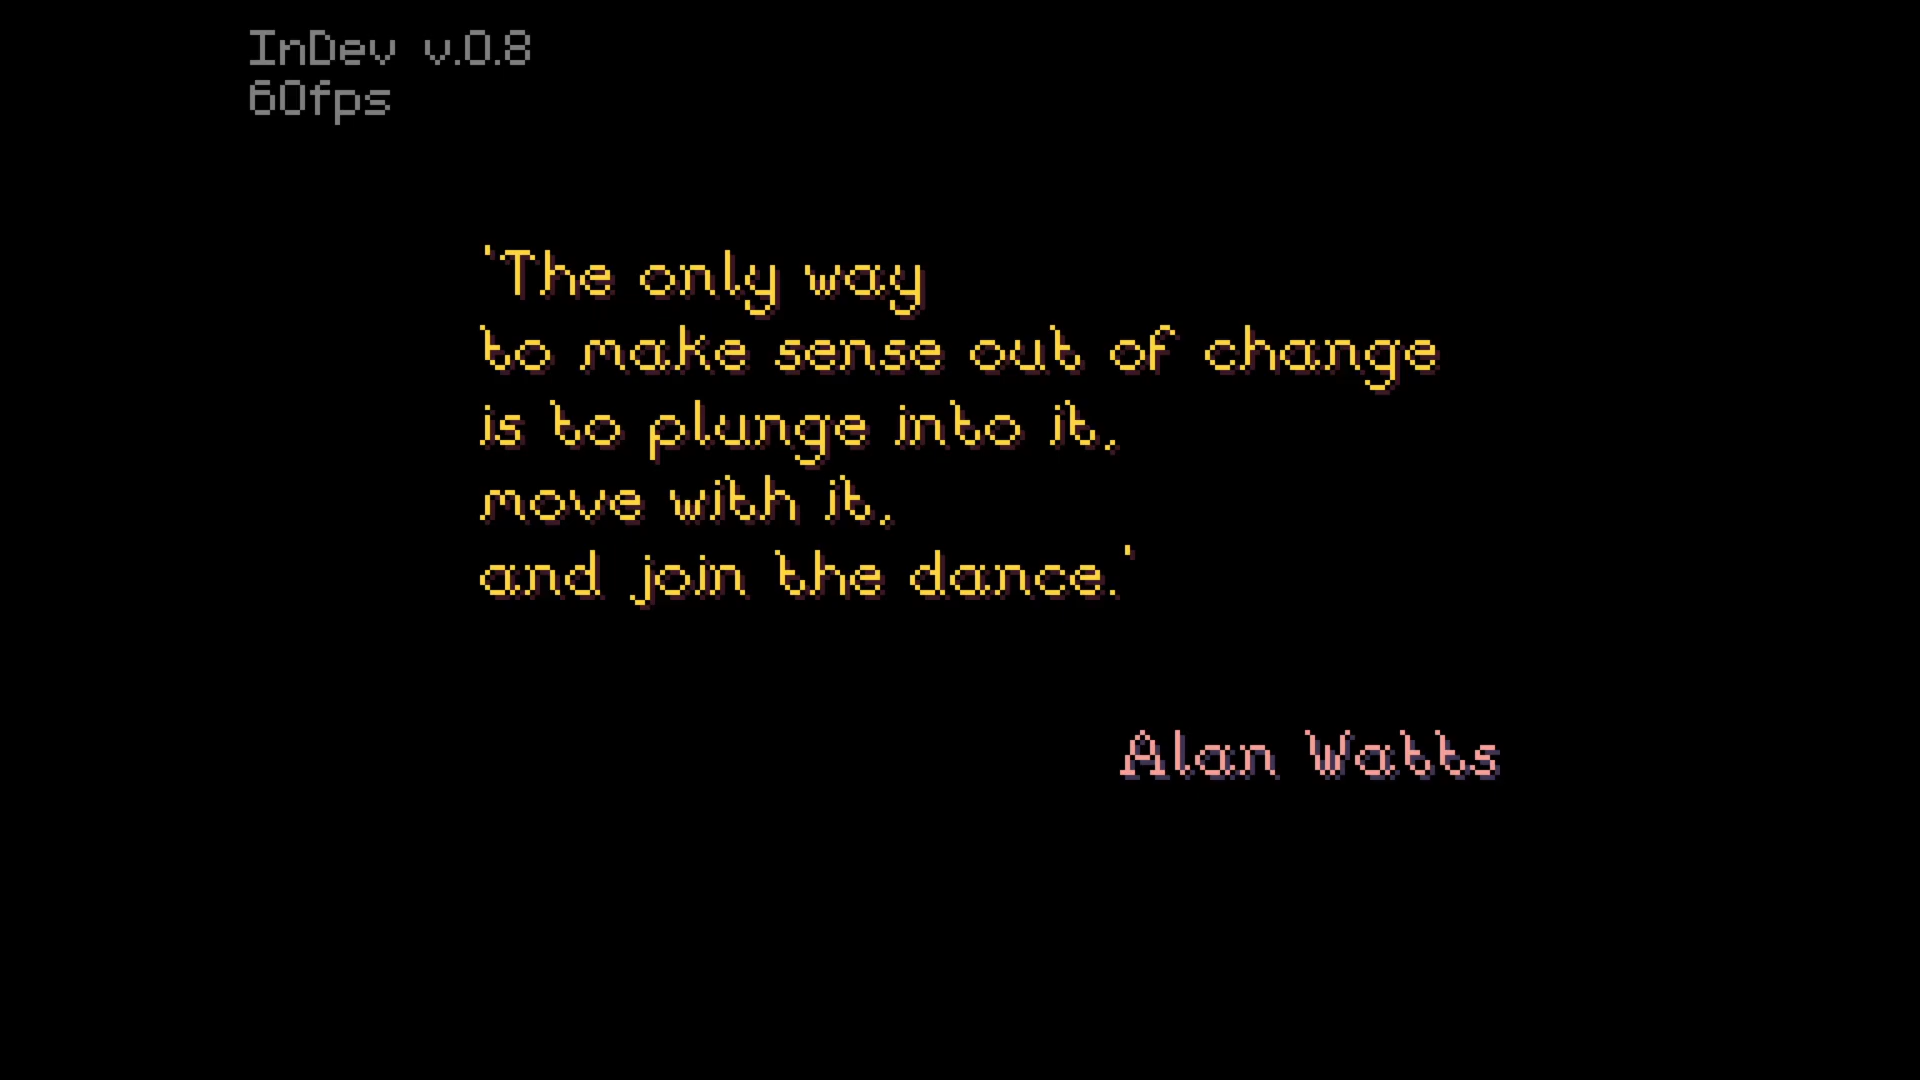 InDev v.0.8
60fps
'The only way
to make sense out of change
is to plunge into it,
move with it,
and join the dance.'
Alan Watts